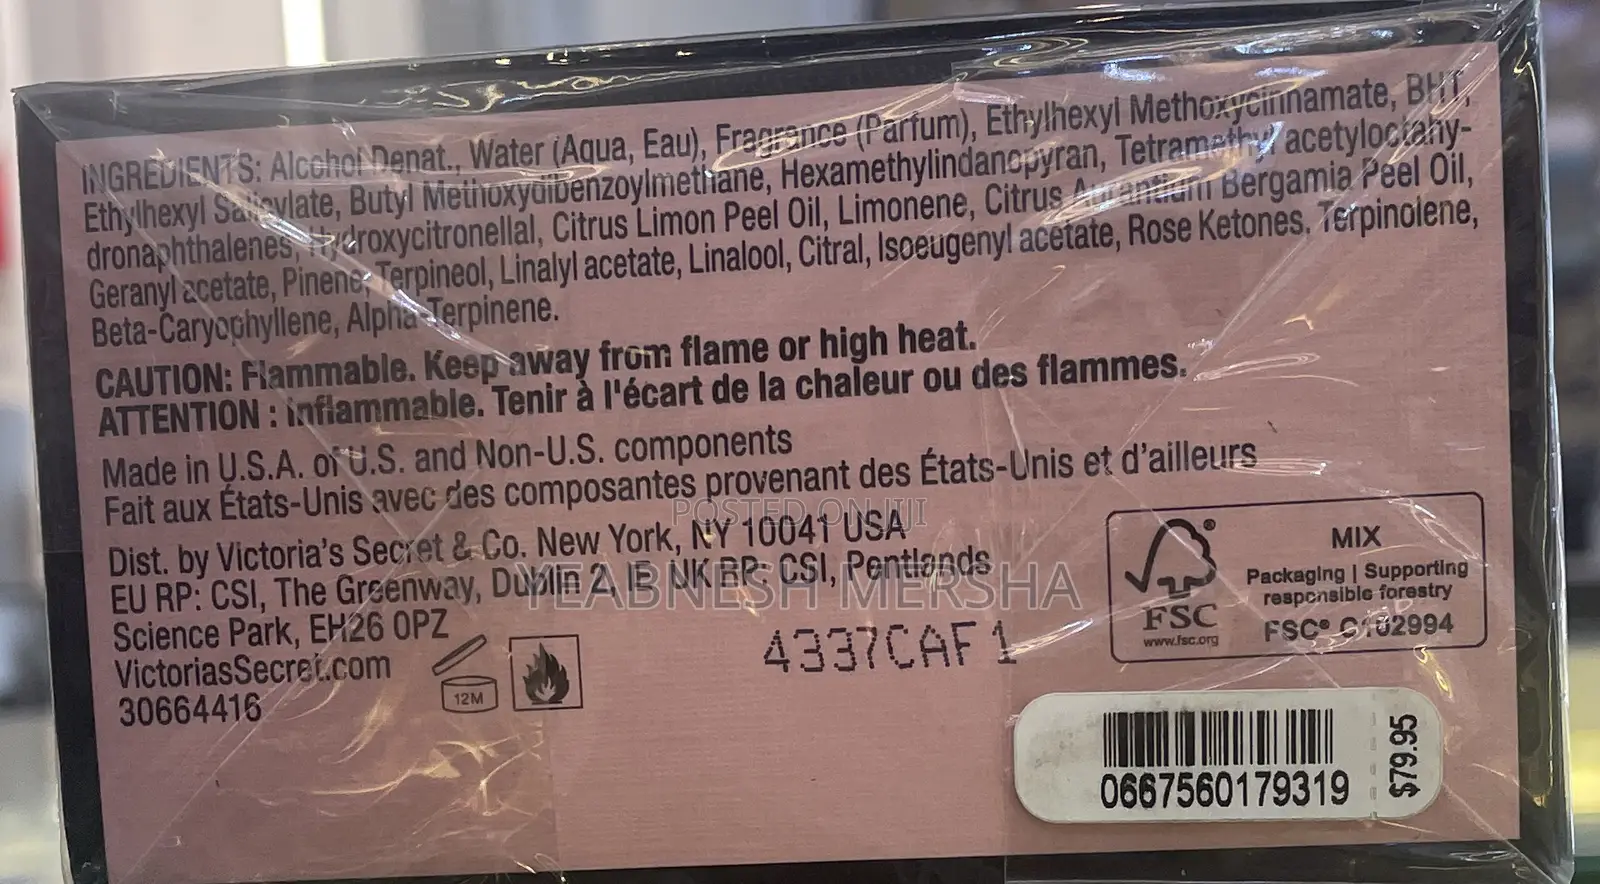 INGREDIENTS: Alcohol Denat., Water (Aqua, Eau), Fragrance (Parfum), Ethylhexyl Methoxycinnamate, BHT,
Ethylhexyl Salicylate, Butyl Methoxydibenzoylmethane, Hexamethylindanopyran, Tetramethyl acetyloctahy-
dronaphthalenes, Hydroxycitronellal, Citrus Limon Peel Oil, Limonene, Citrus Aurantium Bergamia Peel Oil,
Geranyl acetate, Pinene, Terpineol, Linalyl acetate, Linalool, Citral, Isoeugenyl acetate, Rose Ketones, Terpinolene,
Beta-Caryophyllene, Alpha-Terpinene.
CAUTION: Flammable. Keep away from flame or high heat.
ATTENTION : Inflammable. Tenir à l'écart de la chaleur ou des flammes.
Made in U.S.A. of U.S. and Non-U.S. components
Fait aux États-Unis avec des composantes provenant des États-Unis et d'ailleurs
POSTED ON JIJI
Dist. by Victoria's Secret & Co. New York, NY 10041 USA
EU RP: CSI, The Greenway, Dublin 2, IE, UK RP: CSI, Pentlands
YEABNESH MERSHA
Science Park, EH26 0PZ
VictoriasSecret.com
30664416
12M
4337CAF1
FSC
www.fsc.org
MIX
Packaging | Supporting
responsible forestry
FSC® C102994
0667560179319
$79.95